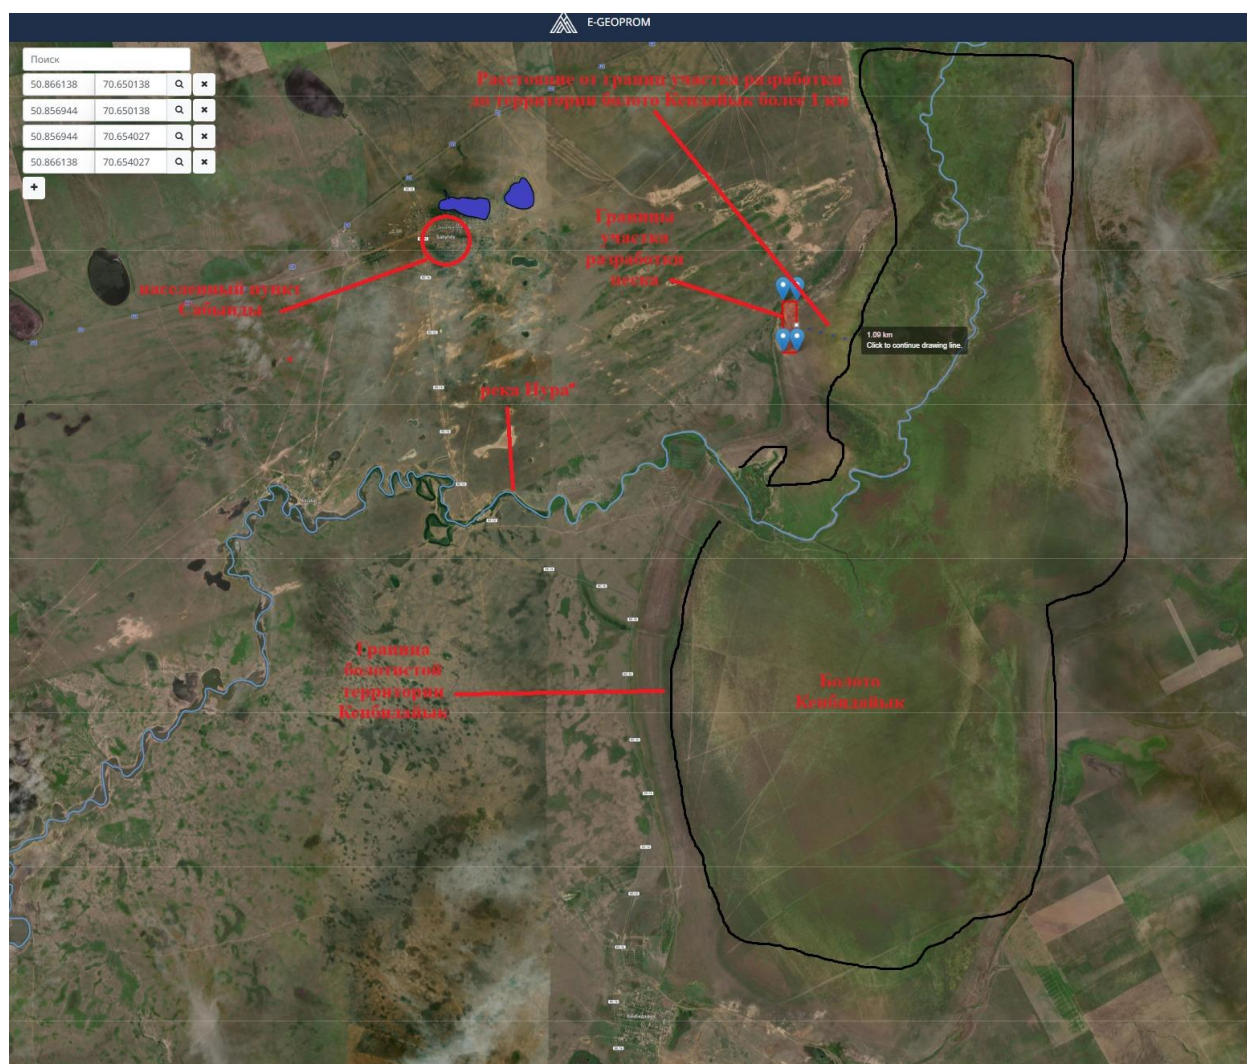 E-GEOPROM
Поиск
50.866138 70.650138
50.856944 70.650138
50.856944 70.654027
50.866138 70.654027
Расстояние от границ участка разработки
до территории болото Кенбидайык более 1 км
Границы
участка
разработки
песка
населенный пункт
Сабынды
1.09 km
Click to continue drawing line.
река Нура"
Граница
болотистой
территории
Кенбидайык
Болото
Кенбидайык